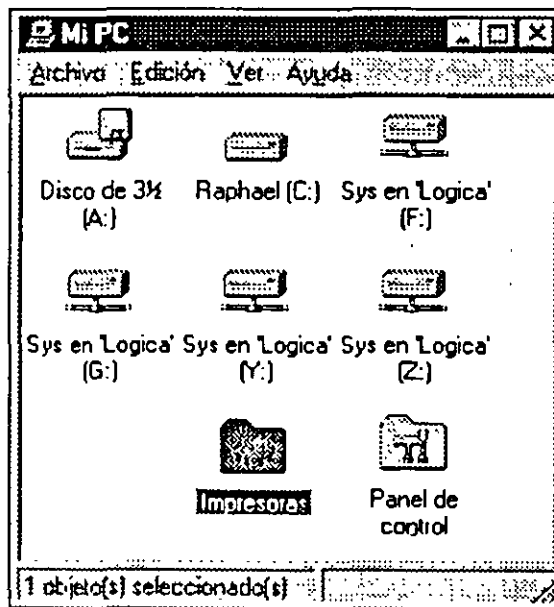 Mi PC
Archivo Edición Ver Ayuda
Disco de 3½ (A:)
Raphael (C:)
Sys en 'Logica' (F:)
Sys en 'Logica' (G:)
Sys en 'Logica' (Y:)
Sys en 'Logica' (Z:)
Impresoras
Panel de control
1 objeto(s) seleccionado(s)